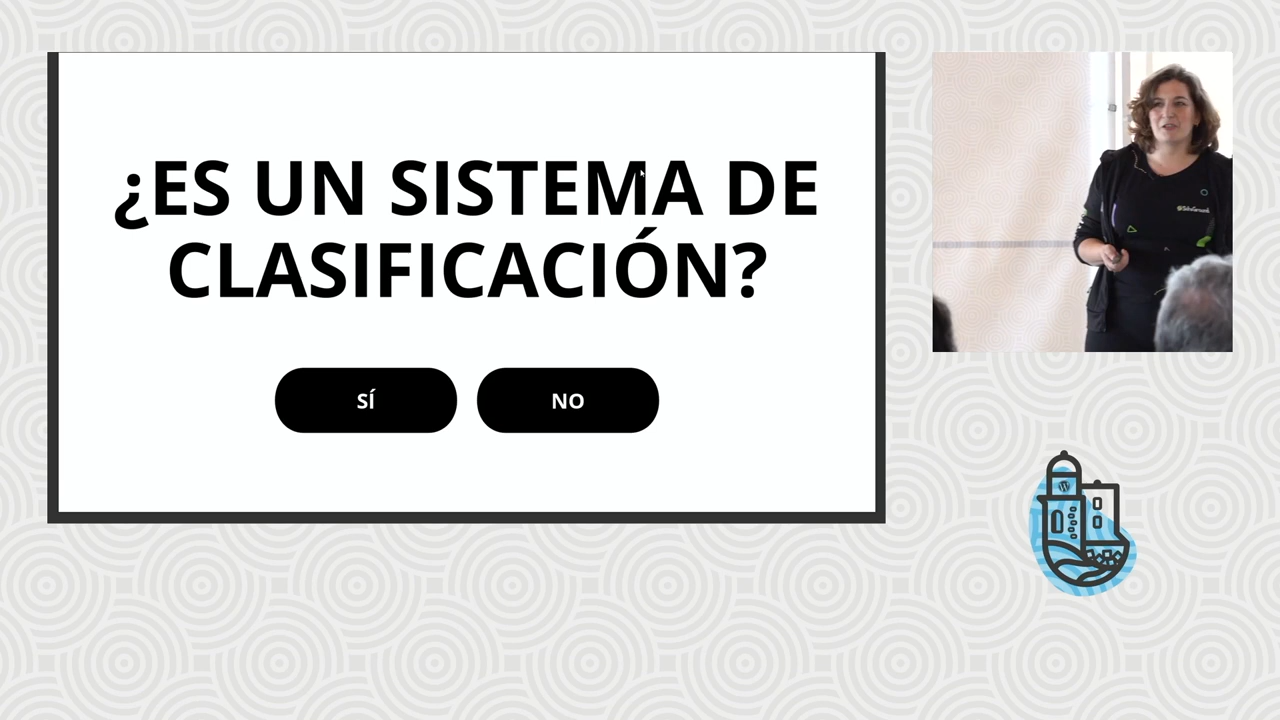 ¿ES UN SISTEMA DE
CLASIFICACIÓN?
SÍ
NO